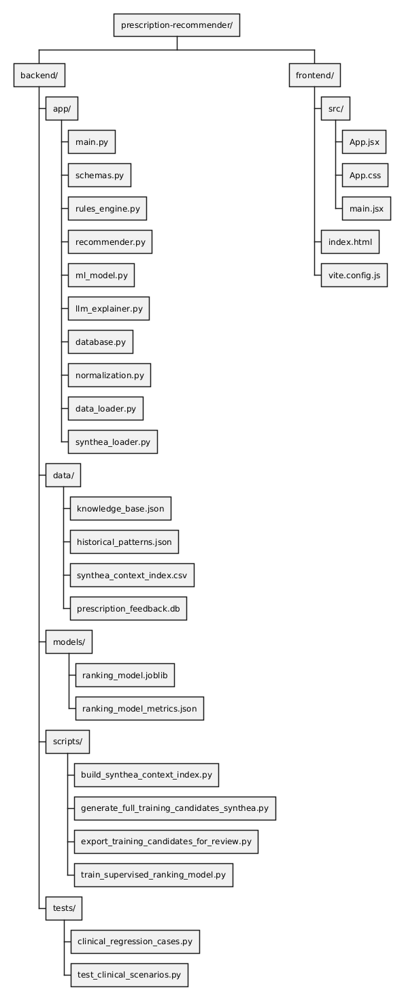 prescription-recommender/
backend/
app/
main.py
schemas.py
rules_engine.py
recommender.py
ml_model.py
llm_explainer.py
database.py
normalization.py
data_loader.py
synthea_loader.py
data/
knowledge_base.json
historical_patterns.json
synthea_context_index.csv
prescription_feedback.db
models/
ranking_model.joblib
ranking_model_metrics.json
scripts/
build_synthea_context_index.py
generate_full_training_candidates_synthea.py
export_training_candidates_for_review.py
train_supervised_ranking_model.py
tests/
clinical_regression_cases.py
test_clinical_scenarios.py
frontend/
src/
App.jsx
App.css
main.jsx
index.html
vite.config.js